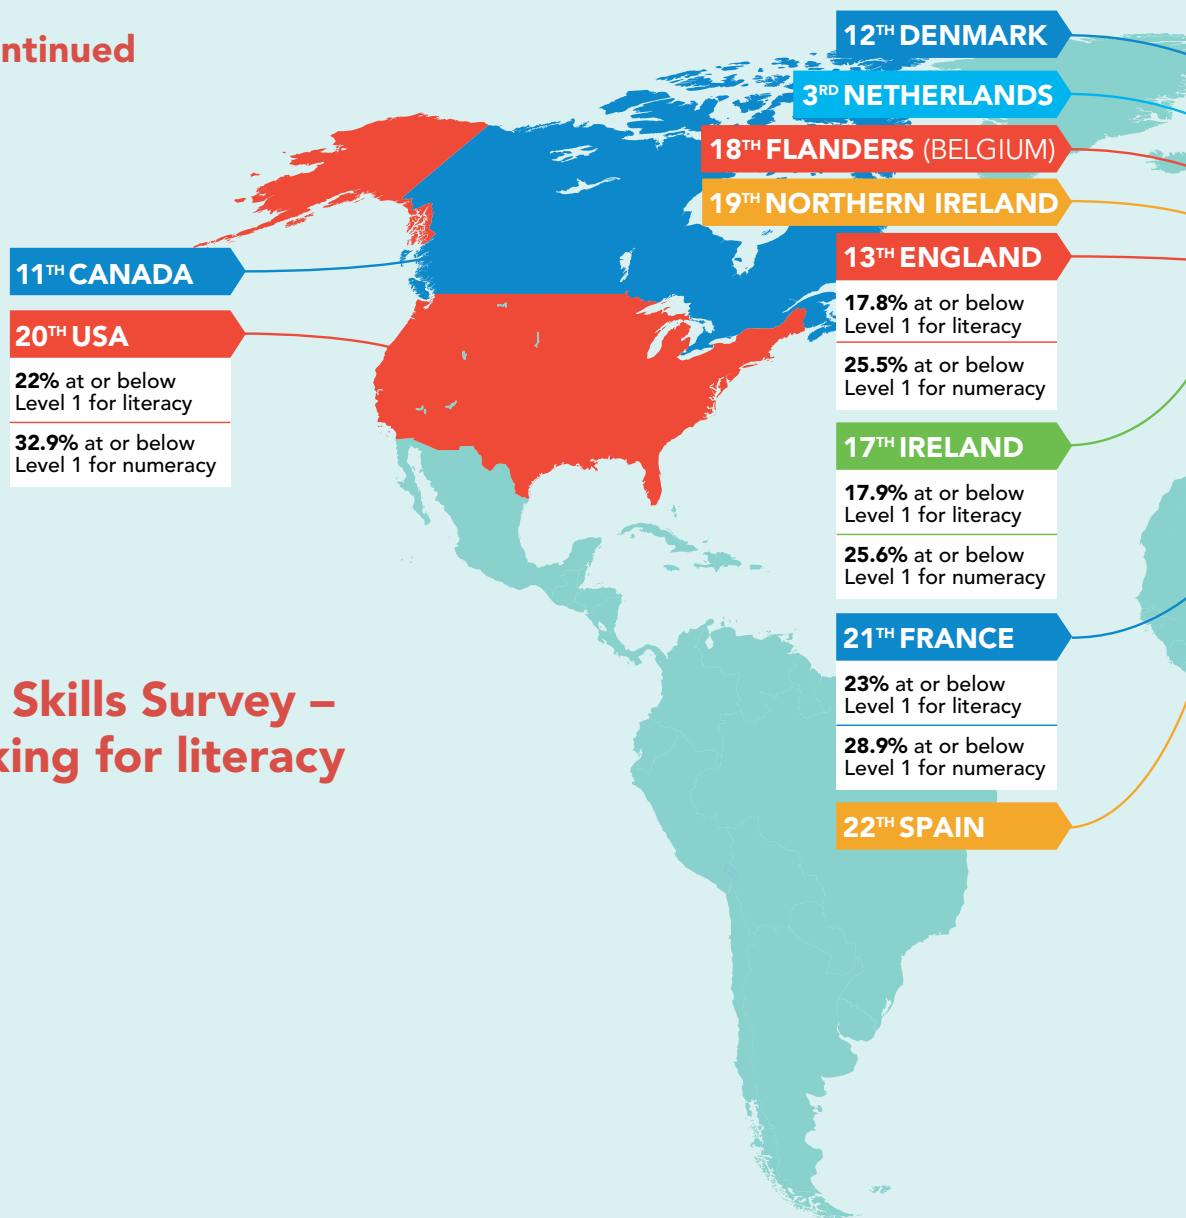 ntinued
12TH DENMARK
3RD NETHERLANDS
18TH FLANDERS (BELGIUM)
19TH NORTHERN IRELAND
13TH ENGLAND
17.8% at or below
Level 1 for literacy
25.5% at or below
Level 1 for numeracy
11TH CANADA
20TH USA
22% at or below
Level 1 for literacy
32.9% at or below
Level 1 for numeracy
17TH IRELAND
17.9% at or below
Level 1 for literacy
25.6% at or below
Level 1 for numeracy
21TH FRANCE
23% at or below
Level 1 for literacy
28.9% at or below
Level 1 for numeracy
22TH SPAIN
Skills Survey –
king for literacy